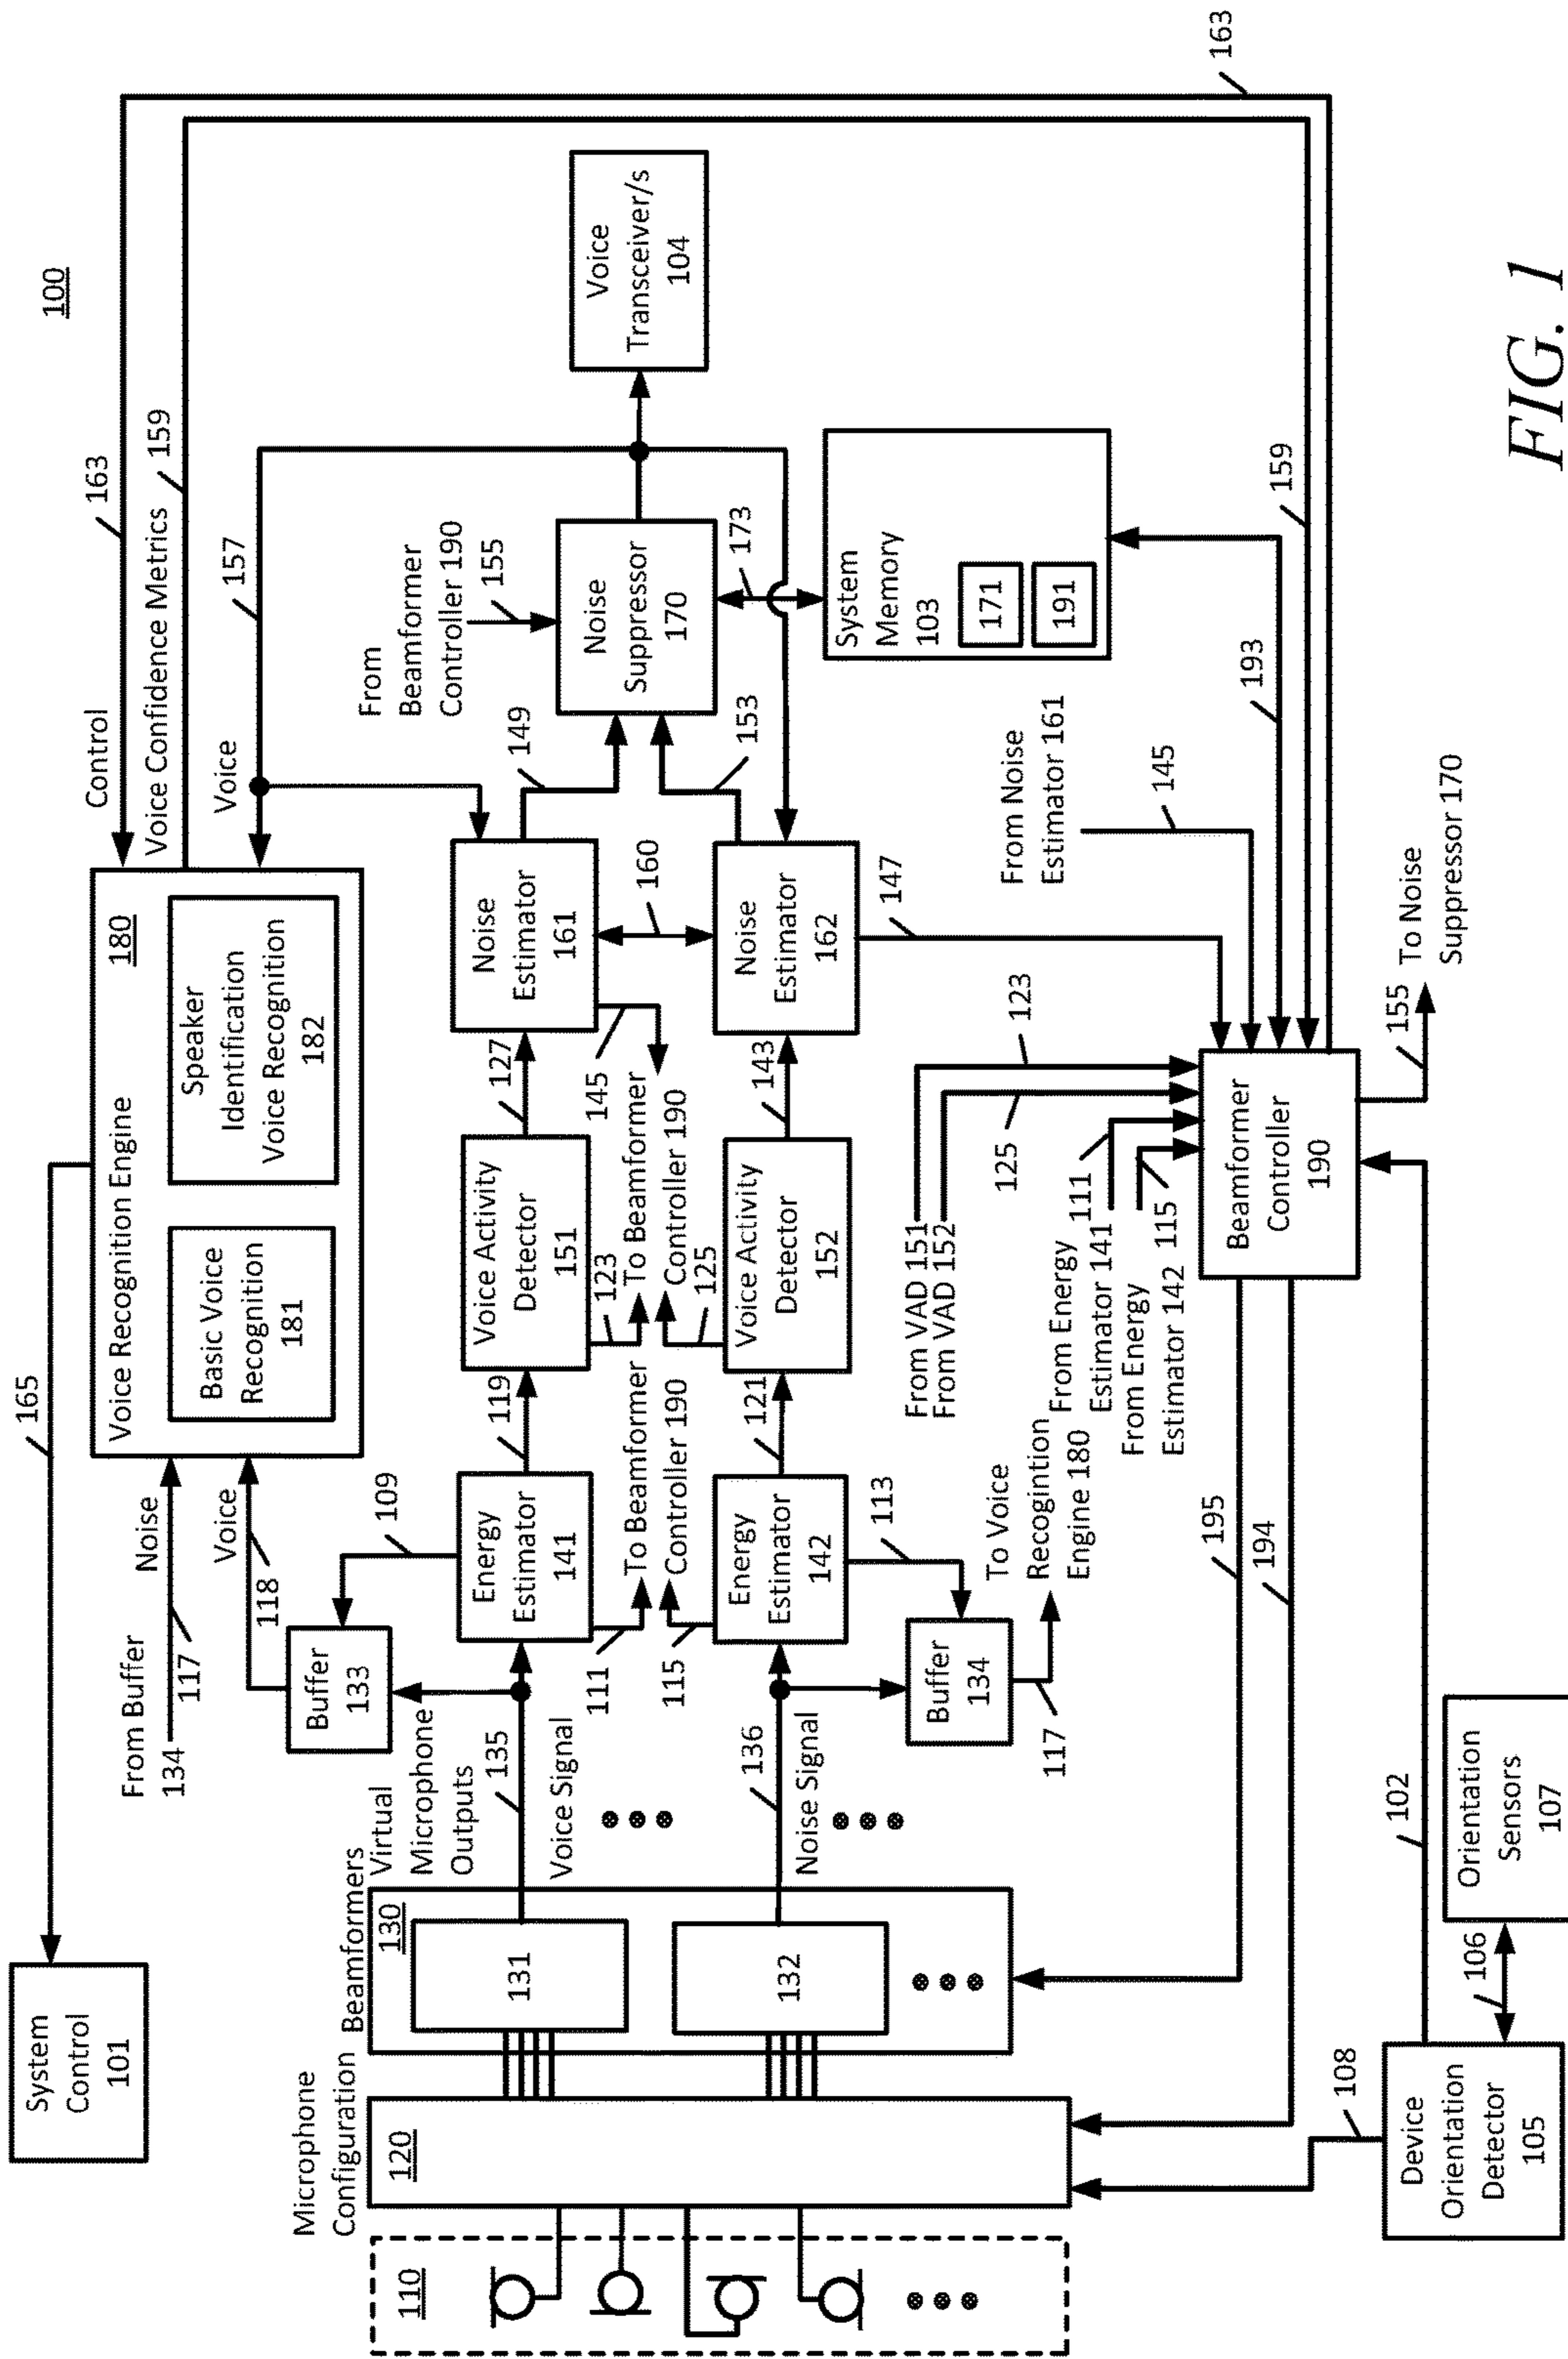 100
System
Control
101
165
Voice Recognition Engine
180
Basic Voice
Recognition
181
Speaker
Identification
Voice Recognition
182
Control
163
Voice Confidence Metrics
159
Voice
157
163
From Buffer
134
Noise
117
Voice
118
109
Buffer
133
Microphone
Configuration
120
110
Beamformers
130
131
132
Virtual
Microphone
Outputs
135
Voice Signal
136
Noise Signal
Energy
Estimator
141
111
119
To Beamformer
Controller 190
115
Energy
Estimator
142
121
113
Buffer
134
117
To Voice
Recogintion
Engine 180
Voice Activity
Detector
151
123
127
To Beamformer
Controller 190
125
Voice Activity
Detector
152
143
145
Noise
Estimator
161
149
160
Noise
Estimator
162
153
147
From
Beamformer
Controller 190
155
Noise
Suppressor
170
173
Voice
Transceiver/s
104
System
Memory
103
171
191
193
159
From Noise
Estimator 161
145
From VAD 151
From VAD 152
123
125
From Energy
Estimator 141
111
From Energy
Estimator 142
115
Beamformer
Controller
190
155
To Noise
Suppressor 170
195
194
102
108
Device
Orientation
Detector
105
106
Orientation
Sensors
107
FIG. 1